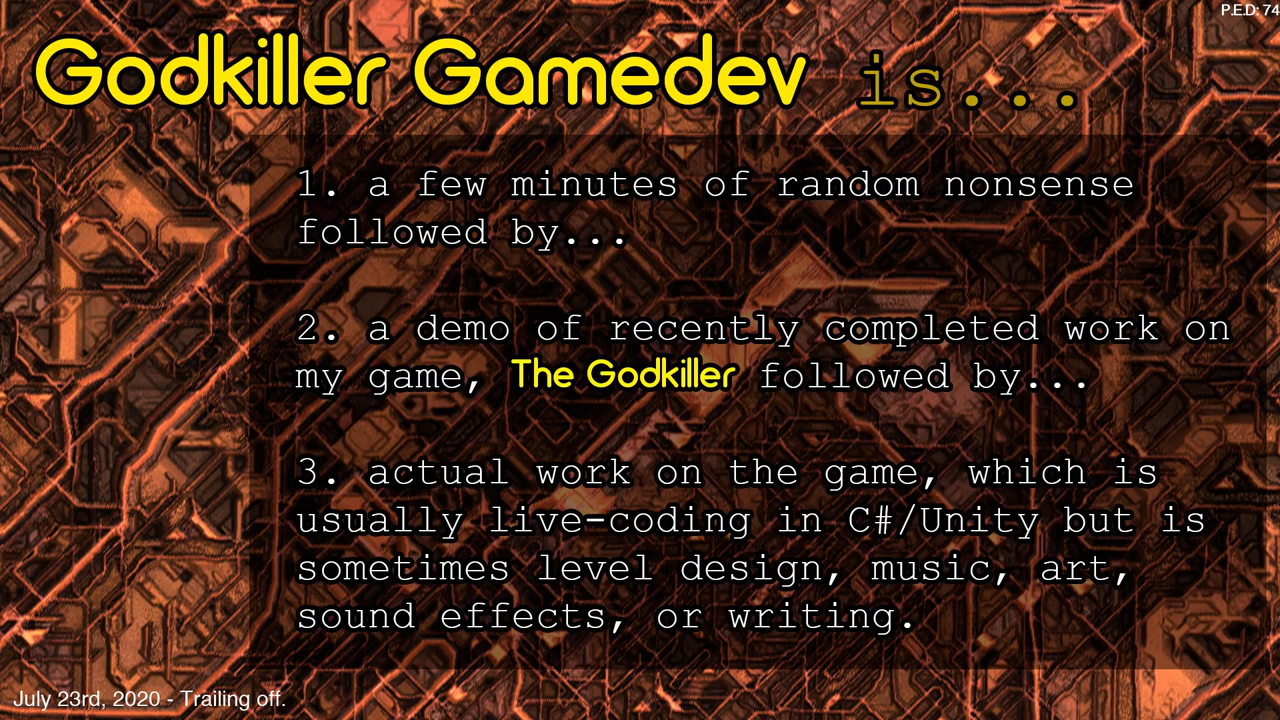 P.E.D: 74
Godkiller Gamedev is...
1. a few minutes of random nonsense
followed by...
2. a demo of recently completed work on
my game, The Godkiller followed by...
3. actual work on the game, which is
usually live-coding in C#/Unity but is
sometimes level design, music, art,
sound effects, or writing.
July 23rd, 2020 - Trailing off.